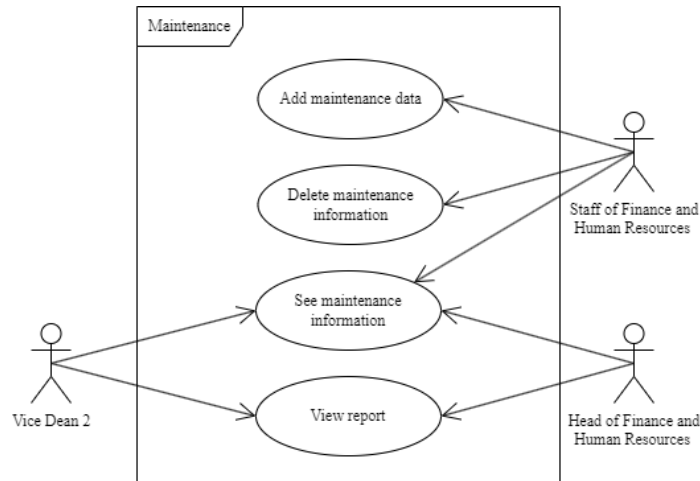 Maintenance
Add maintenance data
Delete maintenance
information
Staff of Finance and
Human Resources
See maintenance
information
Vice Dean 2
View report
Head of Finance and
Human Resources